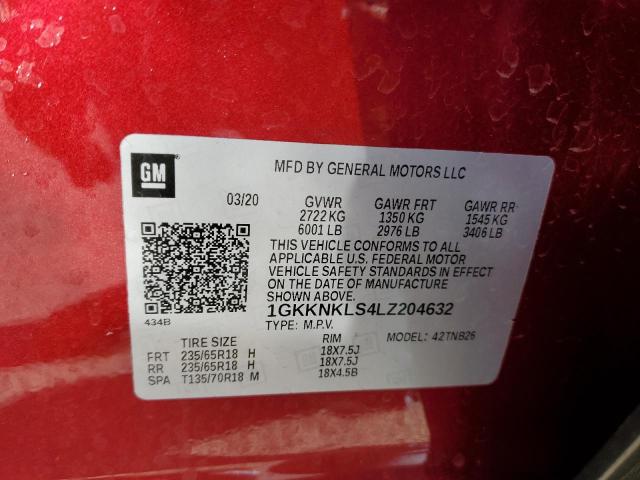 GM
MFD BY GENERAL MOTORS LLC
03/20 GVWR GAWR FRT GAWR RR
2722 KG 1350 KG 1545 KG
6001 LB 2976 LB 3406 LB
THIS VEHICLE CONFORMS TO ALL
APPLICABLE U.S. FEDERAL MOTOR
VEHICLE SAFETY STANDARDS IN EFFECT
ON THE DATE OF MANUFACTURE
SHOWN ABOVE.
1GKKNKLS4LZ204632
434B
TYPE: M.P.V. MODEL: 42TNB26
TIRE SIZE RIM
FRT 235/65R18 H 18X7.5J
RR 235/65R18 H 18X7.5J
SPA T135/70R18 M 18X4.5B